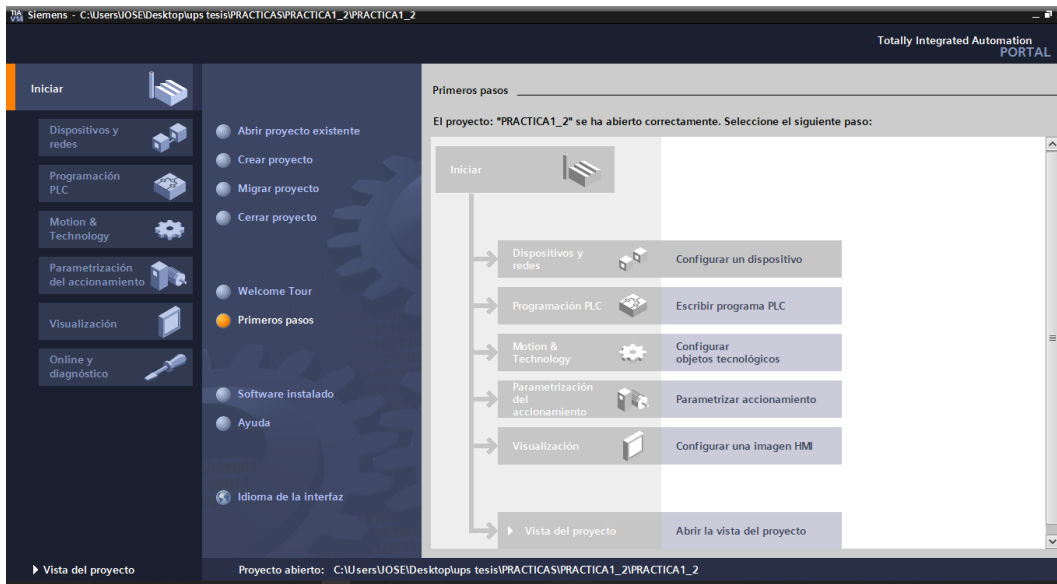 TIA V14 Siemens - C:\Users\JOSE\Desktop\ups tesis\PRACTICAS\PRACTICA1_2\PRACTICA1_2
Totally Integrated Automation
PORTAL
Iniciar
Dispositivos y
redes
Programación
PLC
Motion &
Technology
Parametrización
del accionamiento
Visualización
Online y
diagnóstico
Vista del proyecto
Abrir proyecto existente
Crear proyecto
Migrar proyecto
Cerrar proyecto
Welcome Tour
Primeros pasos
Software instalado
Ayuda
Idioma de la interfaz
Primeros pasos
El proyecto: "PRACTICA1_2" se ha abierto correctamente. Seleccione el siguiente paso:
Iniciar
Dispositivos y
redes
Configurar un dispositivo
Programación PLC
Escribir programa PLC
Motion &
Technology
Configurar
objetos tecnológicos
Parametrización
del
accionamiento
Parametrizar accionamiento
Visualización
Configurar una imagen HMI
Vista del proyecto
Abrir la vista del proyecto
Proyecto abierto: C:\Users\JOSE\Desktop\ups tesis\PRACTICAS\PRACTICA1_2\PRACTICA1_2